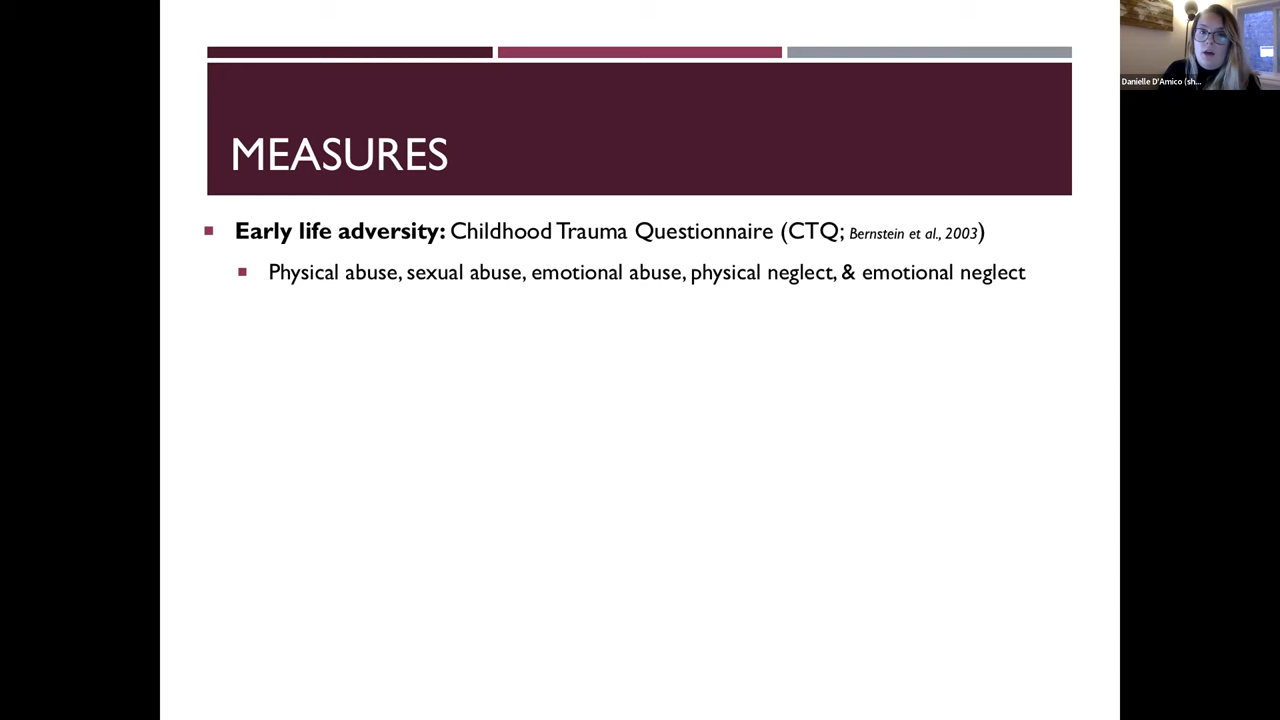 MEASURES
Early life adversity: Childhood Trauma Questionnaire (CTQ; Bernstein et al., 2003)
Physical abuse, sexual abuse, emotional abuse, physical neglect, & emotional neglect
Danielle D'Amico (sh...